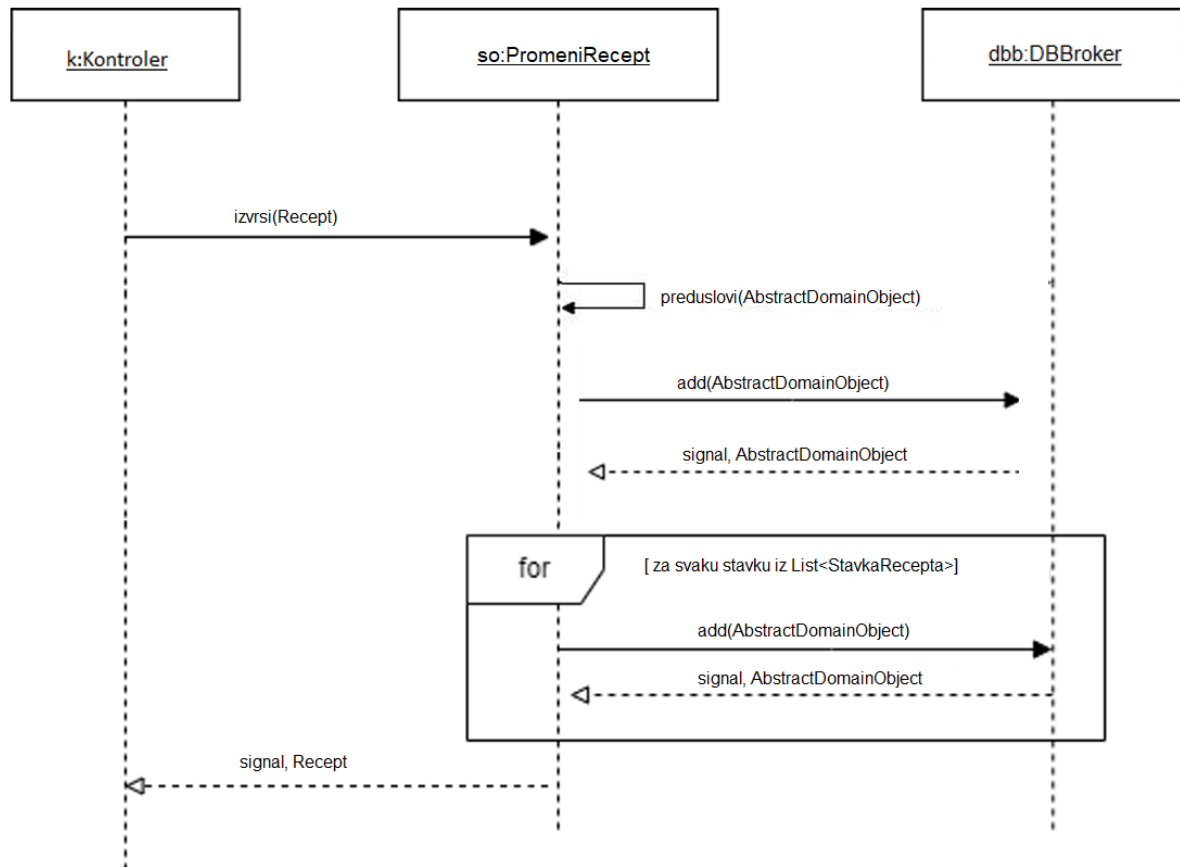 k:Kontroler
so:PromeniRecept
dbb:DBBroker
izvrsi(Recept)
preduslovi(AbstractDomainObject)
add(AbstractDomainObject)
signal, AbstractDomainObject
for
[ za svaku stavku iz List<StavkaRecepta>]
add(AbstractDomainObject)
signal, AbstractDomainObject
signal, Recept